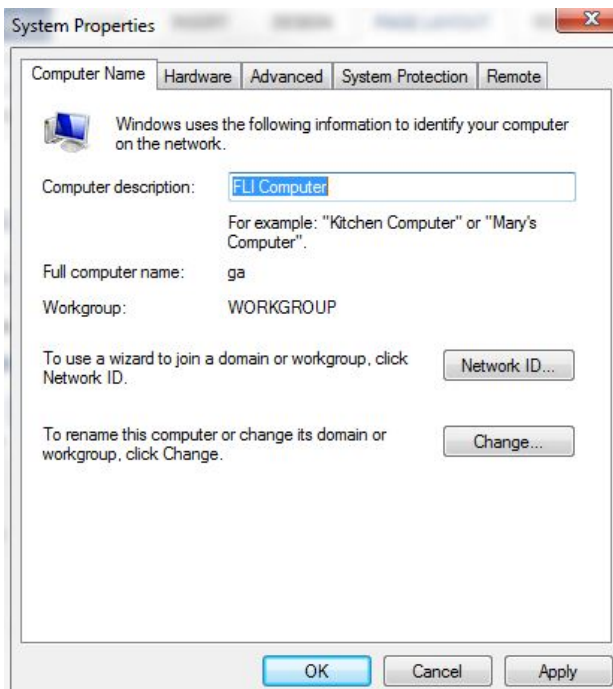 System Properties
Computer Name Hardware Advanced System Protection Remote
Windows uses the following information to identify your computer
on the network.
Computer description: FLI Computer
For example: "Kitchen Computer" or "Mary's
Computer".
Full computer name: ga
Workgroup: WORKGROUP
To use a wizard to join a domain or workgroup, click
Network ID.
Network ID...
To rename this computer or change its domain or
workgroup, click Change.
Change...
OK Cancel Apply